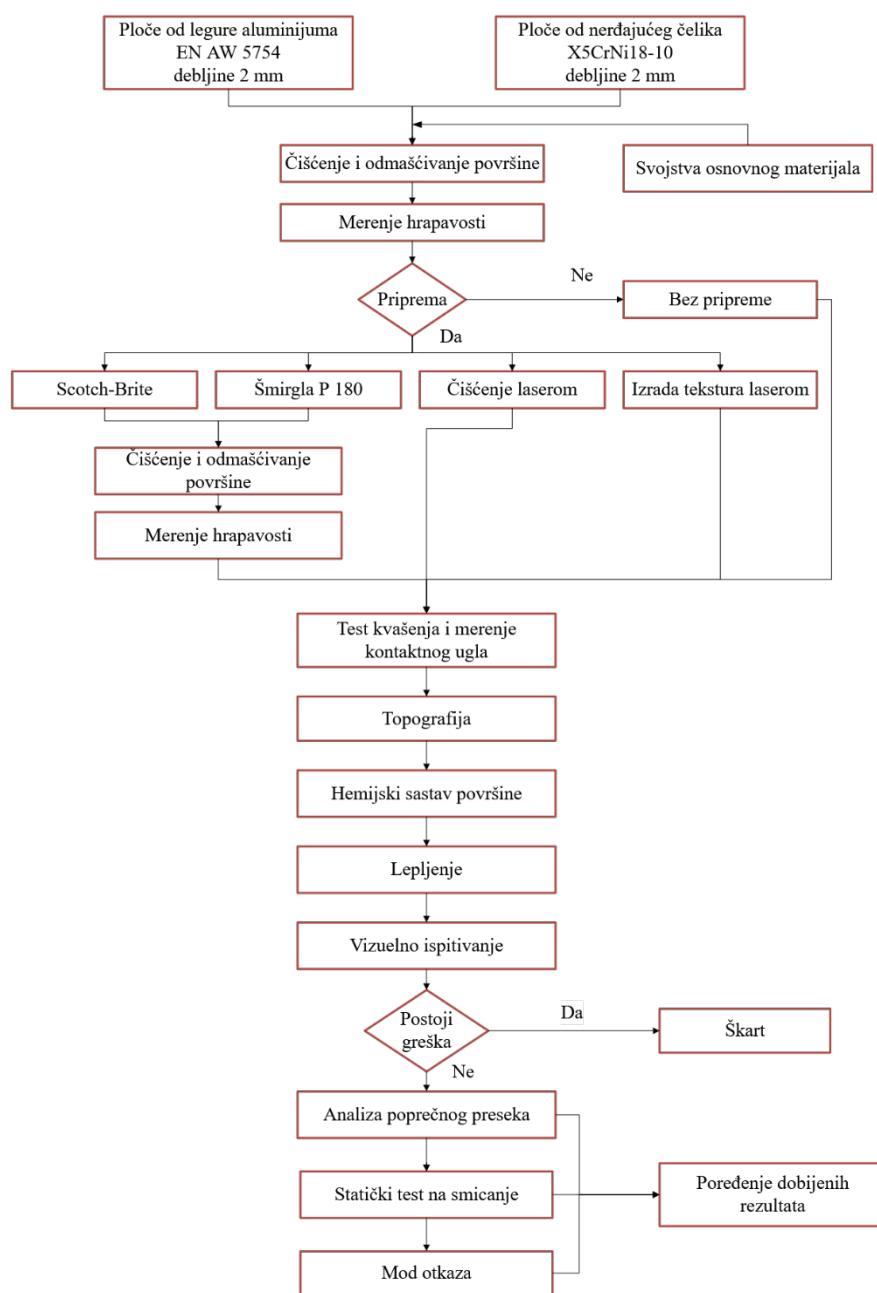 Ploče od legure aluminijuma
EN AW 5754
debljine 2 mm
Ploče od nerđajućeg čelika
X5CrNi18-10
debljine 2 mm
Čišćenje i odmašćivanje površine
Svojstva osnovnog materijala
Merenje hrapavosti
Priprema
Ne
Bez pripreme
Da
Scotch-Brite
Šmirgla P 180
Čišćenje laserom
Izrada tekstura laserom
Čišćenje i odmašćivanje
površine
Merenje hrapavosti
Test kvašenja i merenje
kontaktnog ugla
Topografija
Hemijski sastav površine
Lepljenje
Vizuelno ispitivanje
Postoji
greška
Da
Škart
Ne
Analiza poprečnog preseka
Statički test na smicanje
Poređenje dobijenih
rezultata
Mod otkaza